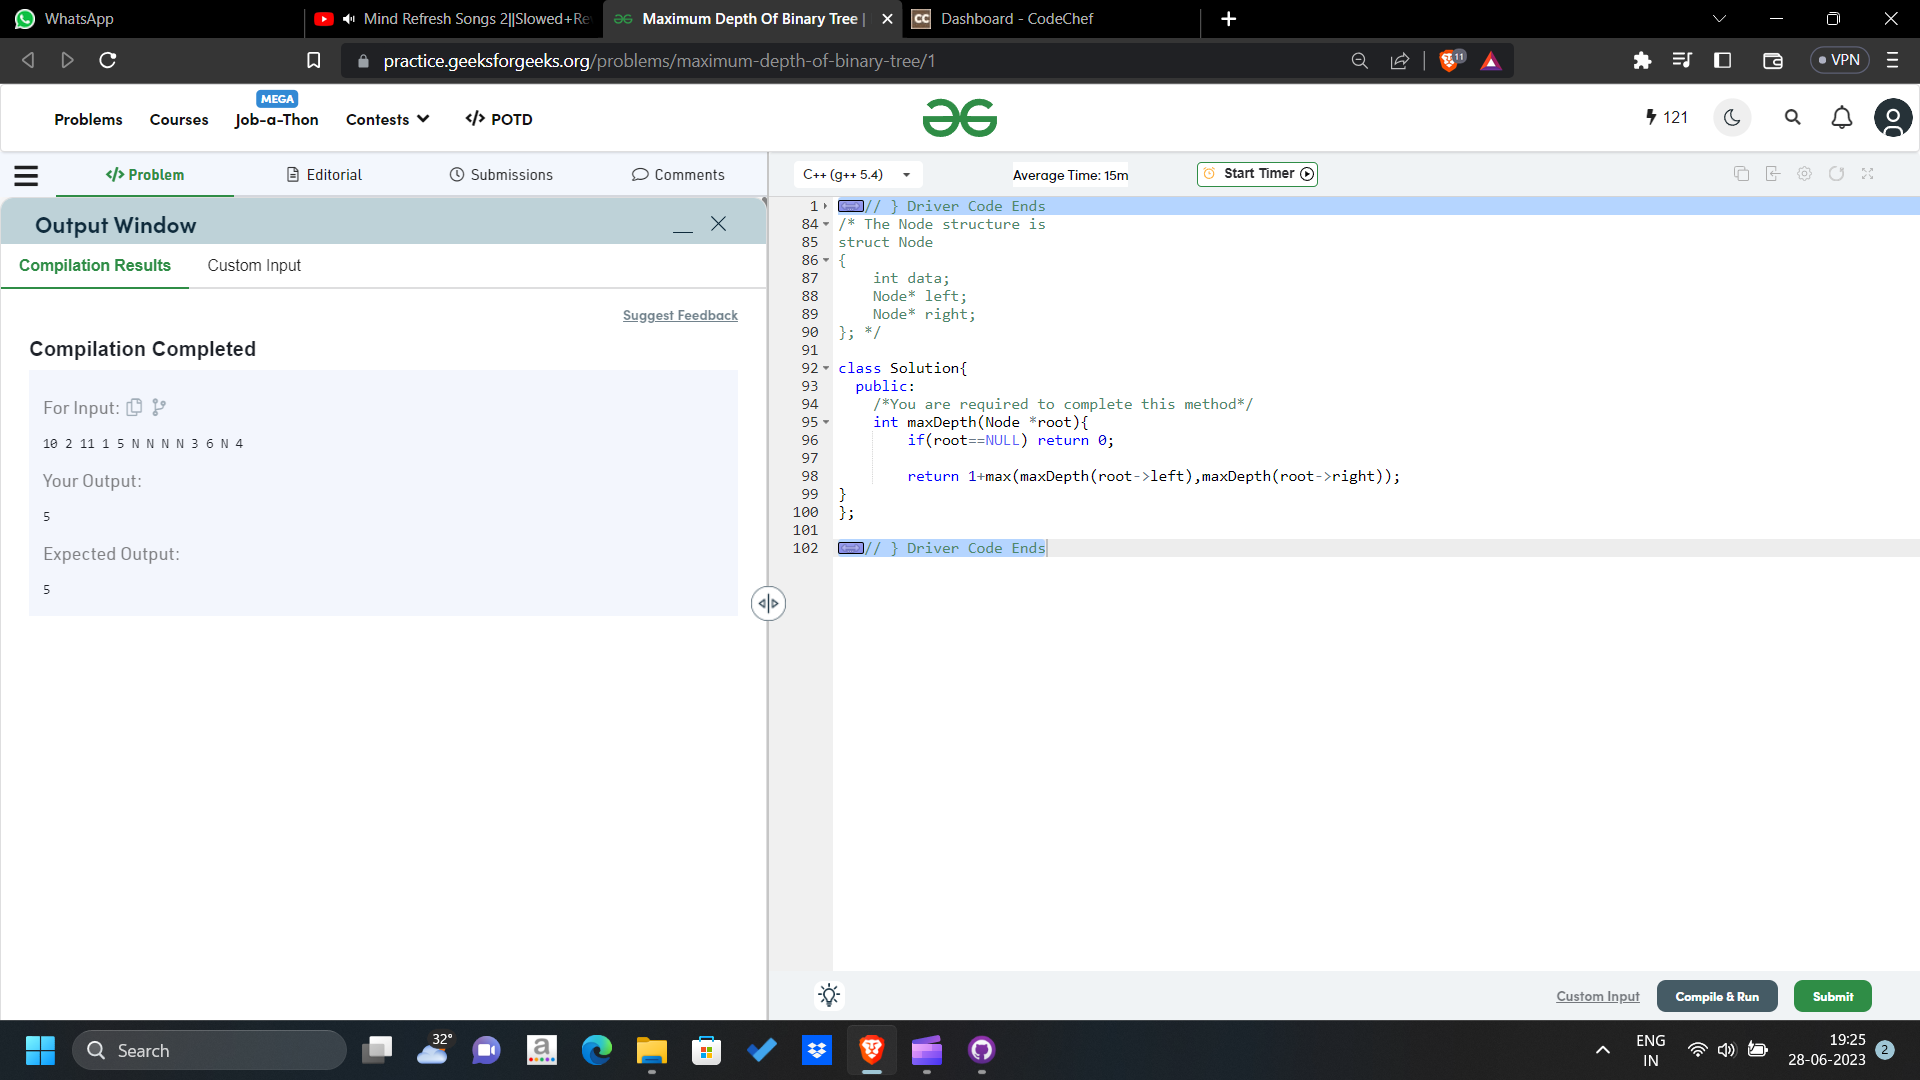 WhatsApp
Mind Refresh Songs 2||Slowed+Re
Maximum Depth Of Binary Tree |
CC Dashboard - CodeChef
practice.geeksforgeeks.org/problems/maximum-depth-of-binary-tree/1
11
VPN
Problems
Courses
MEGA
Job-a-Thon
Contests
</> POTD
121
</> Problem
Editorial
Submissions
Comments
C++ (g++ 5.4)
Average Time: 15m
Start Timer
Output Window
Compilation Results
Custom Input
Suggest Feedback
Compilation Completed
For Input:
10 2 11 1 5 N N N N 3 6 N 4
Your Output:
5
Expected Output:
5
1 // } Driver Code Ends
84 /* The Node structure is
85 struct Node
86 {
87     int data;
88     Node* left;
89     Node* right;
90 }; */
91
92 class Solution{
93   public:
94     /*You are required to complete this method*/
95     int maxDepth(Node *root){
96         if(root==NULL) return 0;
97
98         return 1+max(maxDepth(root->left),maxDepth(root->right));
99 }
100 };
101
102 // } Driver Code Ends
Custom Input
Compile & Run
Submit
Search
32°
a
ENG
IN
19:25
28-06-2023
2